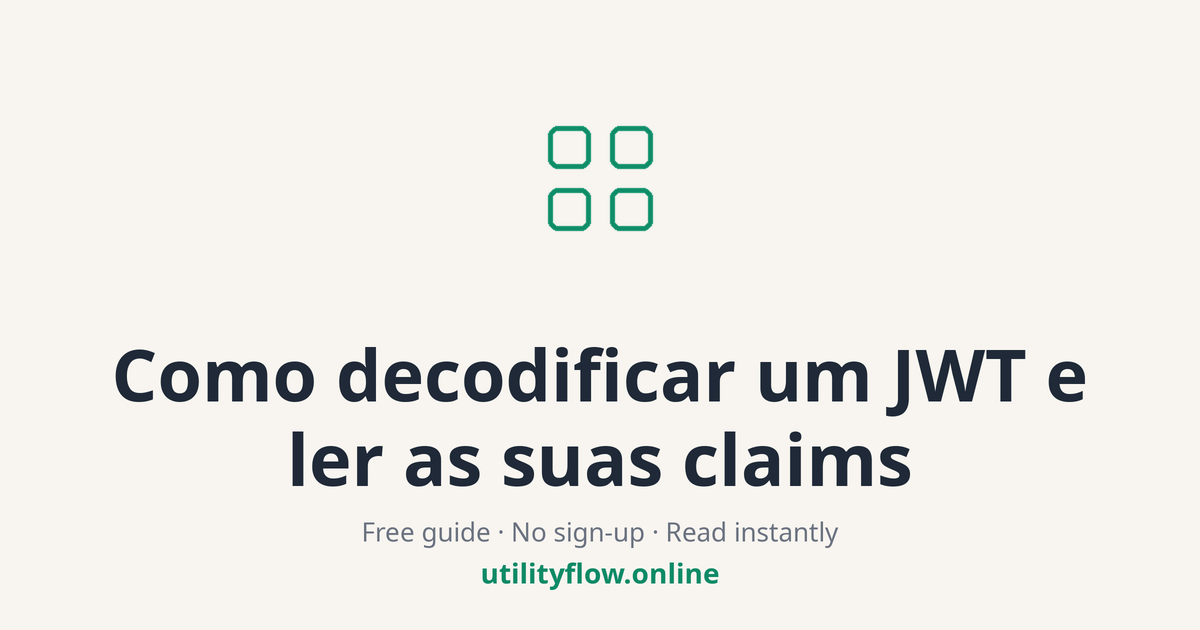 Como decodificar um JWT e
ler as suas claims
Free guide · No sign-up · Read instantly
utilityflow.online